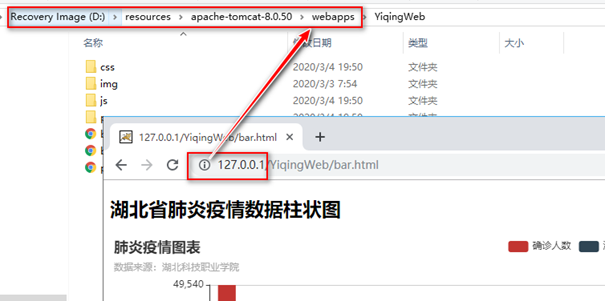 Recovery Image (D:) > resources > apache-tomcat-8.0.50 > webapps > YiqingWeb
名称 修改日期 类型 大小
css 2020/3/4 19:50 文件夹
img 2020/3/3 7:54 文件夹
js 2020/3/4 19:50 文件夹
127.0.0.1/YiqingWeb/bar.html
127.0.0.1/YiqingWeb/bar.html
湖北省肺炎疫情数据柱状图
肺炎疫情图表
确诊人数
数据来源：湖北科技职业学院
49,540